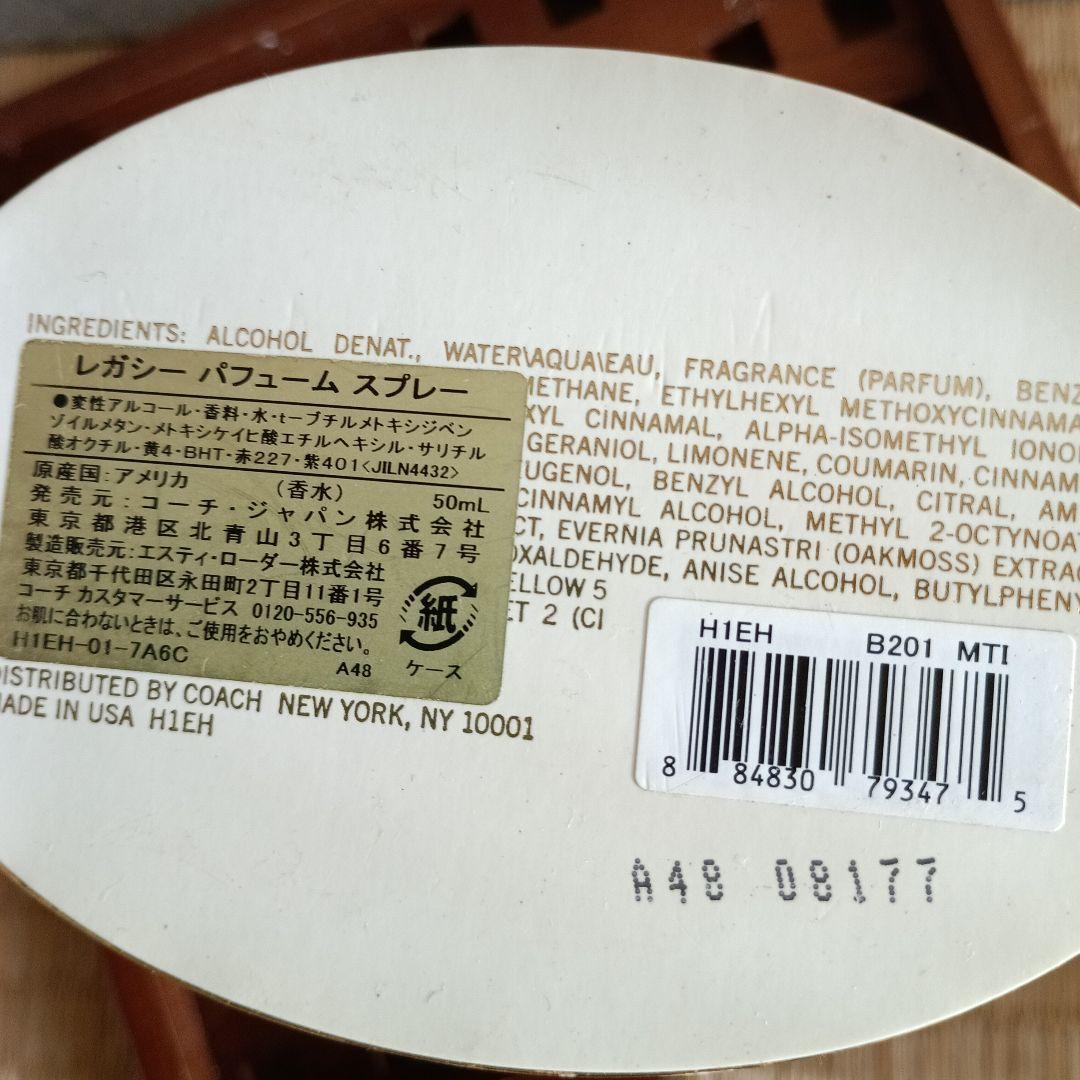 INGREDIENTS: ALCOHOL DENAT., WATER\AQUA\EAU, FRAGRANCE (PARFUM), BENZ
METHANE, ETHYLHEXYL METHOXYCINNAMA
XYL CINNAMAL, ALPHA-ISOMETHYL IONO
GERANIOL, LIMONENE, COUMARIN, CINNAM
EUGENOL, BENZYL ALCOHOL, CITRAL, AM
CINNAMYL ALCOHOL, METHYL 2-OCTYNOA
CT, EVERNIA PRUNASTRI (OAKMOSS) EXTRAC
OXALDEHYDE, ANISE ALCOHOL, BUTYLPHENY
ELLOW 5
ET 2 (CI
レガシー パフューム スプレー
●変性アルコール・香料・水・t-ブチルメトキシジベン
ゾイルメタン・メトキシケイヒ酸エチルヘキシル・サリチル
酸オクチル・黄4・BHT・赤227・紫401<JILN4432>
原産国:アメリカ (香水) 50mL
発売元:コーチ・ジャパン株式会社
東京都港区北青山3丁目6番7号
製造販売元:エスティ・ローダー株式会社
東京都千代田区永田町2丁目11番1号
コーチ カスタマーサービス 0120-556-935
お肌に合わないときは、ご使用をおやめください。
H1EH-01-7A6C A48
紙
ケース
DISTRIBUTED BY COACH NEW YORK, NY 10001
MADE IN USA H1EH
H1EH B201 MTI
8 84830 79347 5
A48 08177